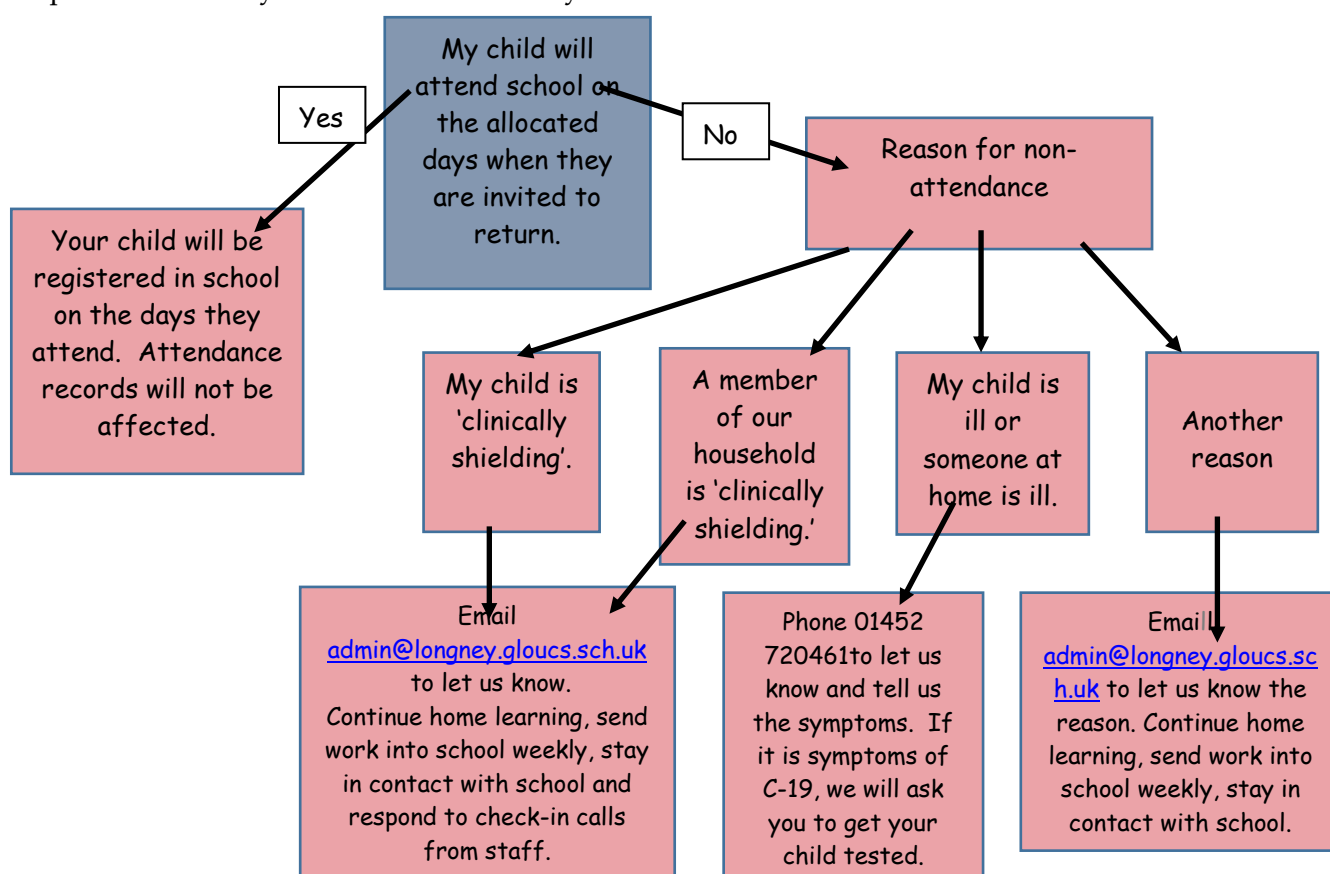 My child will
attend school on
the allocated
days when they
are invited to
return.
Yes
No
Reason for non-
attendance
Your child will be
registered in school
on the days they
attend. Attendance
records will not be
affected.
My child is
‘clinically
shielding’.
A member
of our
household
is ‘clinically
shielding.’
My child is
ill or
someone at
home is ill.
Another
reason
Email
admin@longney.gloucs.sch.uk
to let us know.
Continue home learning, send
work into school weekly, stay
in contact with school and
respond to check-in calls
from staff.
Phone 01452
720461to let us
know and tell us
the symptoms. If
it is symptoms of
C-19, we will ask
you to get your
child tested.
Email
admin@longney.gloucs.sc
h.uk to let us know the
reason. Continue home
learning, send work into
school weekly, stay in
contact with school.